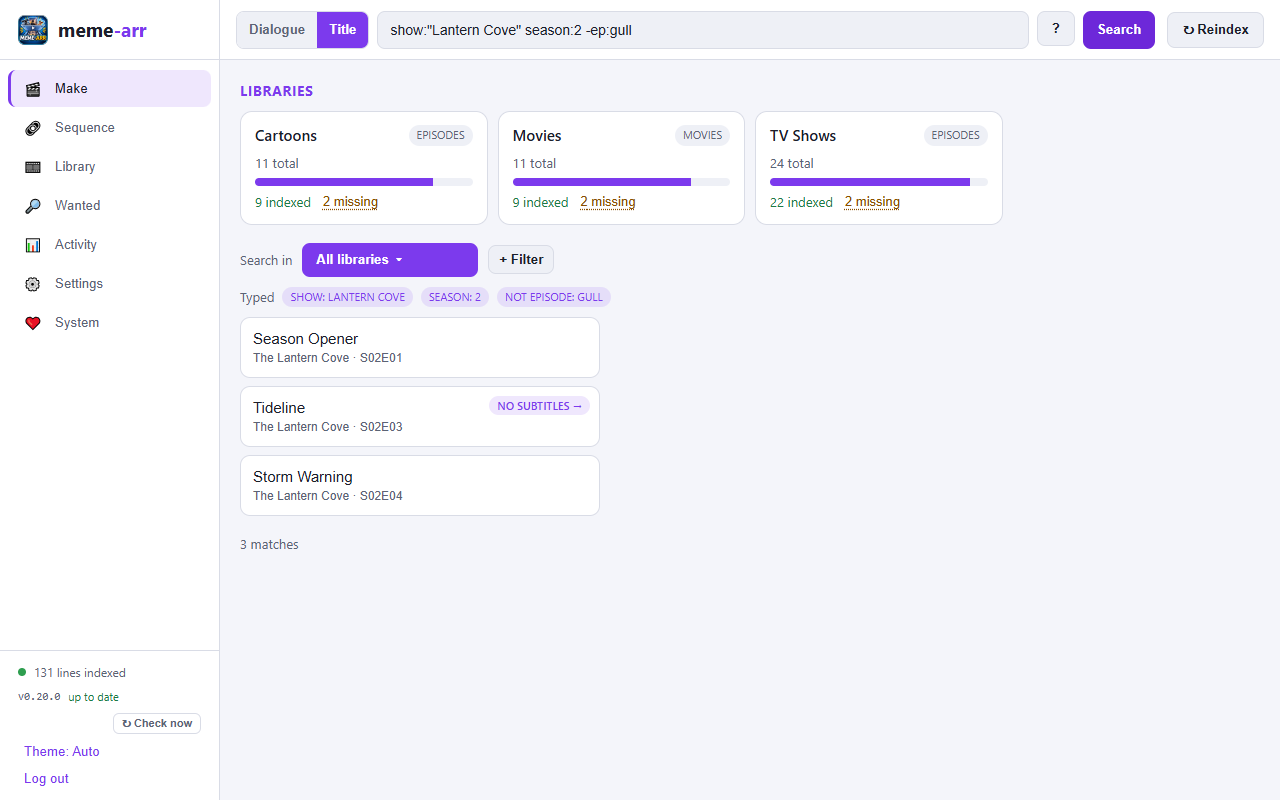 meme-arr
Dialogue
Title
show:"Lantern Cove" season:2 -ep:gull
?
Search
↻ Reindex
Make
Sequence
Library
Wanted
Activity
Settings
System
LIBRARIES
Cartoons
EPISODES
11 total
9 indexed
2 missing
Movies
MOVIES
11 total
9 indexed
2 missing
TV Shows
EPISODES
24 total
22 indexed
2 missing
Search in
All libraries
+ Filter
Typed
SHOW: LANTERN COVE
SEASON: 2
NOT EPISODE: GULL
Season Opener
The Lantern Cove · S02E01
Tideline
NO SUBTITLES →
The Lantern Cove · S02E03
Storm Warning
The Lantern Cove · S02E04
3 matches
131 lines indexed
v0.20.0 up to date
↻ Check now
Theme: Auto
Log out